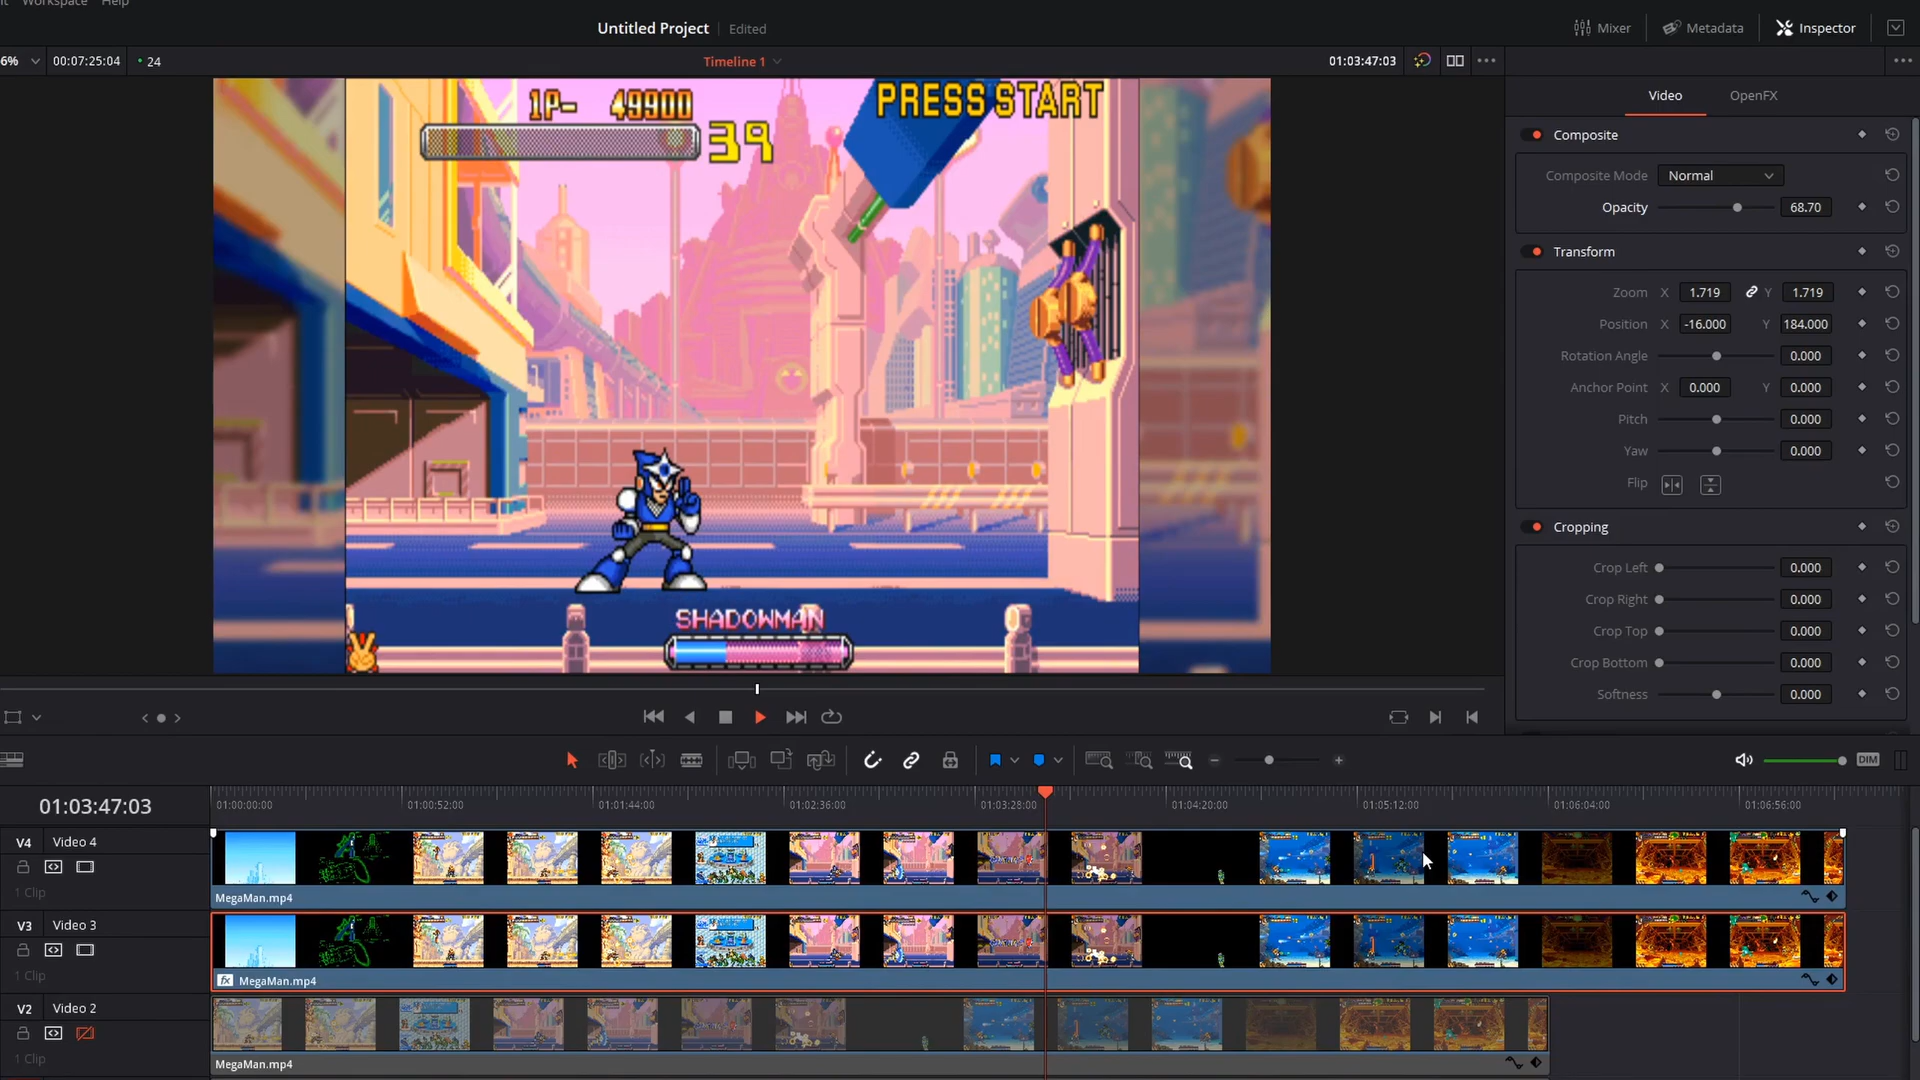 Workspace Help
Untitled Project Edited
Mixer Metadata Inspector
6% 00:07:25:04 24 Timeline 1 01:03:47:03
Video OpenFX
1P- 49900
39
PRESS START
SHADOWMAN
Composite
Composite Mode Normal
Opacity 68.70
Transform
Zoom X 1.719 Y 1.719
Position X -16.000 Y 184.000
Rotation Angle 0.000
Anchor Point X 0.000 Y 0.000
Pitch 0.000
Yaw 0.000
Flip
Cropping
Crop Left 0.000
Crop Right 0.000
Crop Top 0.000
Crop Bottom 0.000
Softness 0.000
DIM
01:03:47:03
01:00:00:00 01:00:52:00 01:01:44:00 01:02:36:00 01:03:28:00 01:04:20:00 01:05:12:00 01:06:04:00 01:06:56:00
V4 Video 4
1 Clip
MegaMan.mp4
V3 Video 3
1 Clip
fx MegaMan.mp4
V2 Video 2
1 Clip
MegaMan.mp4